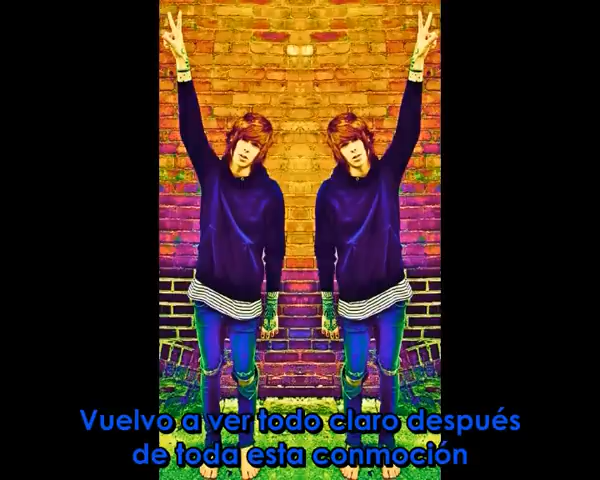 Vuelvo a ver todo claro después
de toda esta conmoción